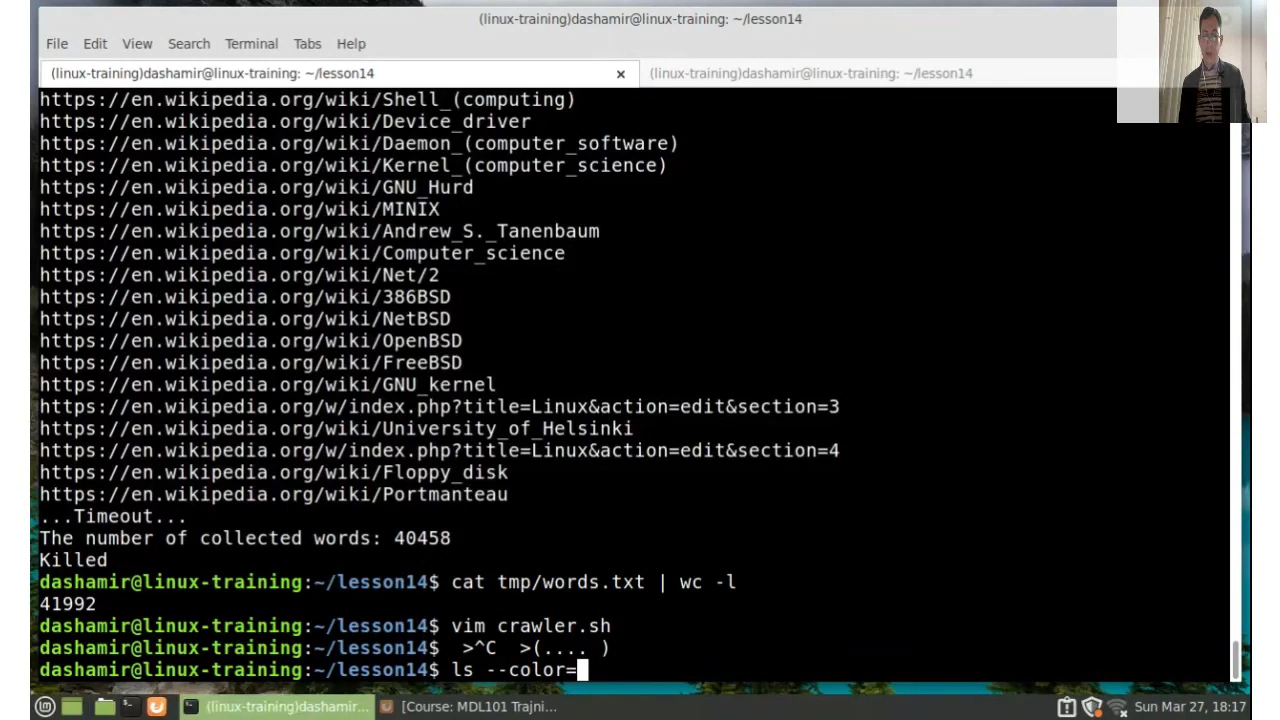 (linux-training)dashamir@linux-training: ~/lesson14
File Edit View Search Terminal Tabs Help
(linux-training)dashamir@linux-training: ~/lesson14 × (linux-training)dashamir@linux-training: ~/lesson14
https://en.wikipedia.org/wiki/Shell_(computing)
https://en.wikipedia.org/wiki/Device_driver
https://en.wikipedia.org/wiki/Daemon_(computer_software)
https://en.wikipedia.org/wiki/Kernel_(computer_science)
https://en.wikipedia.org/wiki/GNU_Hurd
https://en.wikipedia.org/wiki/MINIX
https://en.wikipedia.org/wiki/Andrew_S._Tanenbaum
https://en.wikipedia.org/wiki/Computer_science
https://en.wikipedia.org/wiki/Net/2
https://en.wikipedia.org/wiki/386BSD
https://en.wikipedia.org/wiki/NetBSD
https://en.wikipedia.org/wiki/OpenBSD
https://en.wikipedia.org/wiki/FreeBSD
https://en.wikipedia.org/wiki/GNU_kernel
https://en.wikipedia.org/w/index.php?title=Linux&action=edit&section=3
https://en.wikipedia.org/wiki/University_of_Helsinki
https://en.wikipedia.org/w/index.php?title=Linux&action=edit&section=4
https://en.wikipedia.org/wiki/Floppy_disk
https://en.wikipedia.org/wiki/Portmanteau
...Timeout...
The number of collected words: 40458
Killed
dashamir@linux-training:~/lesson14$ cat tmp/words.txt | wc -l
41992
dashamir@linux-training:~/lesson14$ vim crawler.sh
dashamir@linux-training:~/lesson14$  >^C  >(.... )
dashamir@linux-training:~/lesson14$ ls --color=
(linux-training)dashamir... [Course: MDL101 Trajni... Sun Mar 27, 18:17